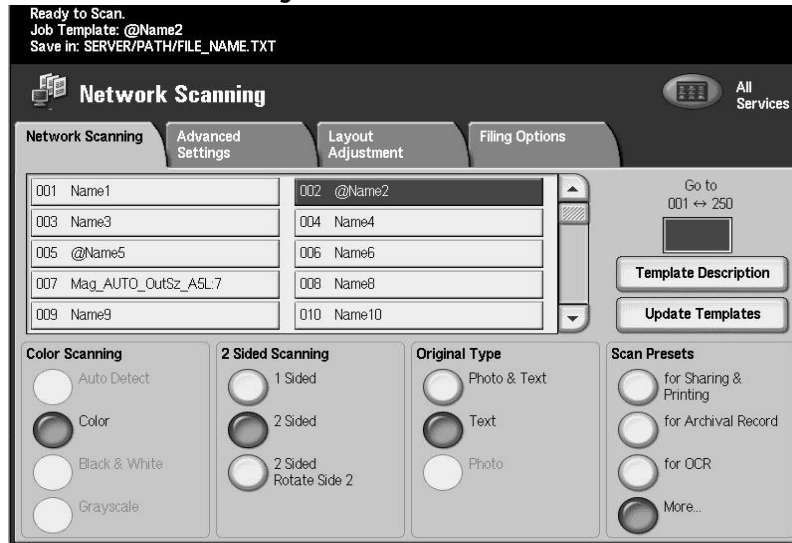 Ready to Scan.
Job Template: @Name2
Save in: SERVER/PATH/FILE_NAME.TXT
Network Scanning
All
Services
Network Scanning
Advanced
Settings
Layout
Adjustment
Filing Options
001 Name1
002 @Name2
003 Name3
004 Name4
005 @Name5
006 Name6
007 Mag_AUTO_OutSz_A5L:7
008 Name8
009 Name9
010 Name10
Go to
001 ↔ 250
Template Description
Update Templates
Color Scanning
Auto Detect
Color
Black & White
Grayscale
2 Sided Scanning
1 Sided
2 Sided
2 Sided
Rotate Side 2
Original Type
Photo & Text
Text
Photo
Scan Presets
for Sharing &
Printing
for Archival Record
for OCR
More...